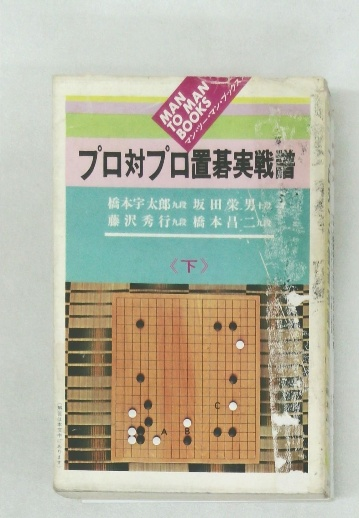 MAN
TO MAN
BOOKS
マン・ツー・マン・ブックス
プロ対プロ置碁実戦譜
橋本宇太郎九段 坂田栄男十段
藤沢秀行九段 橋本昌二九段
〈下〉
C
A B